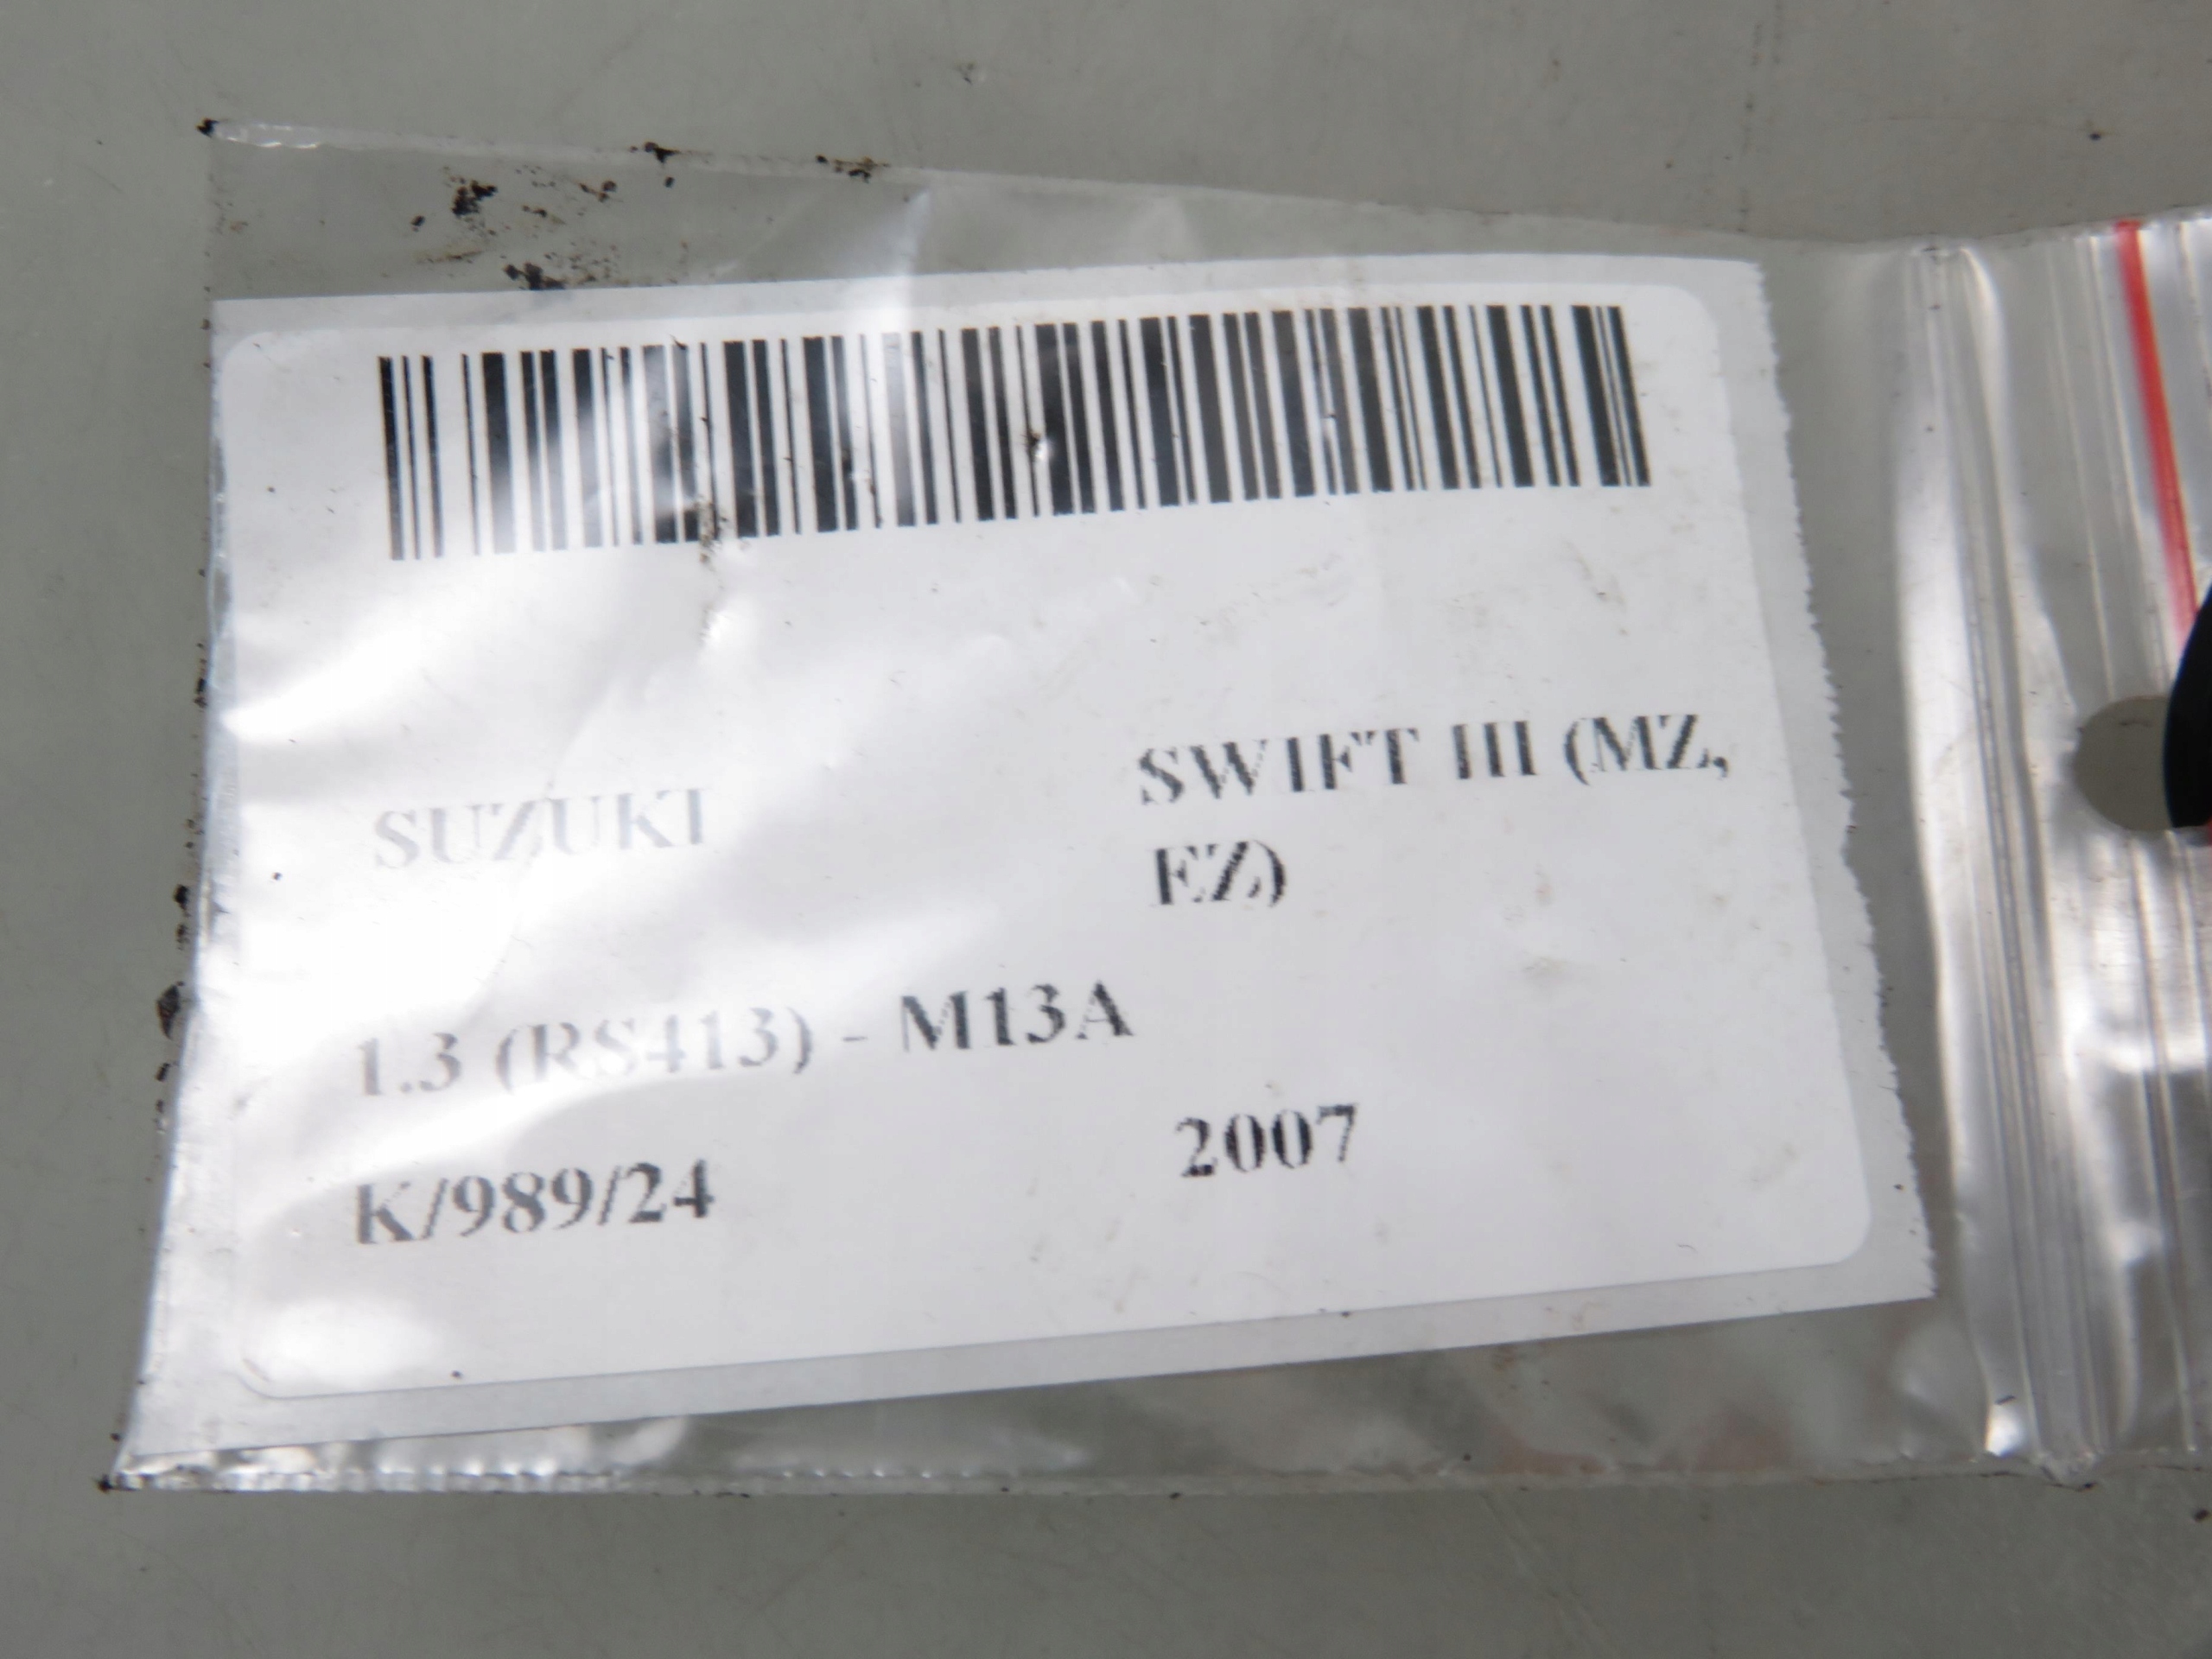 SUZUKI SWIFT III (MZ,
EZ)
1.3 (RS413) - M13A
K/989/24 2007